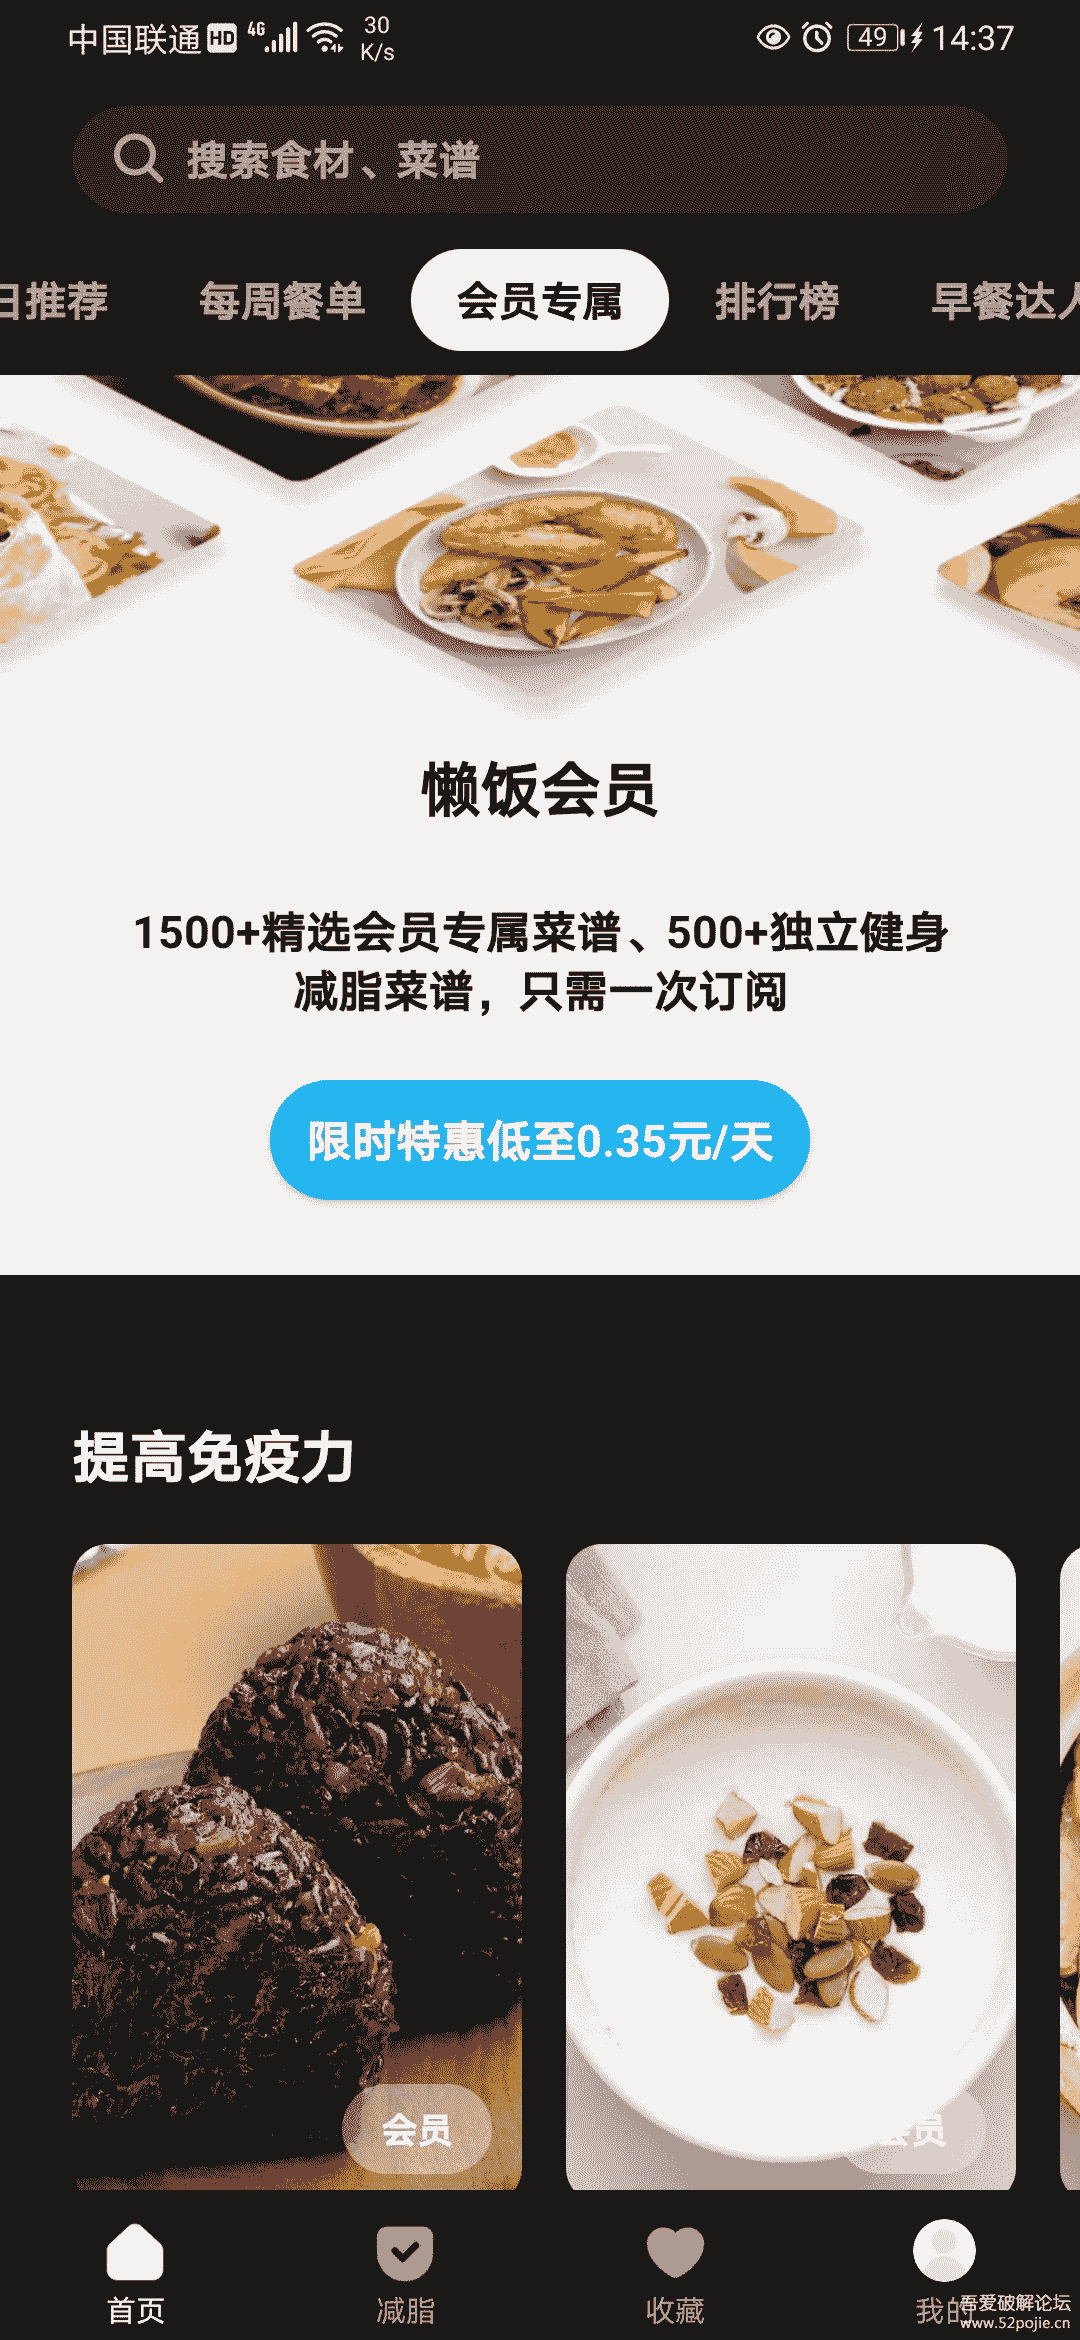 中国联通 HD 4G 30 K/s 49 14:37
搜索食材、菜谱
日推荐 每周餐单 会员专属 排行榜 早餐达人
懒饭会员
1500+精选会员专属菜谱、500+独立健身
减脂菜谱，只需一次订阅
限时特惠低至0.35元/天
提高免疫力
会员 会员
首页 减脂 收藏 我的
吾爱破解论坛
www.52pojie.cn